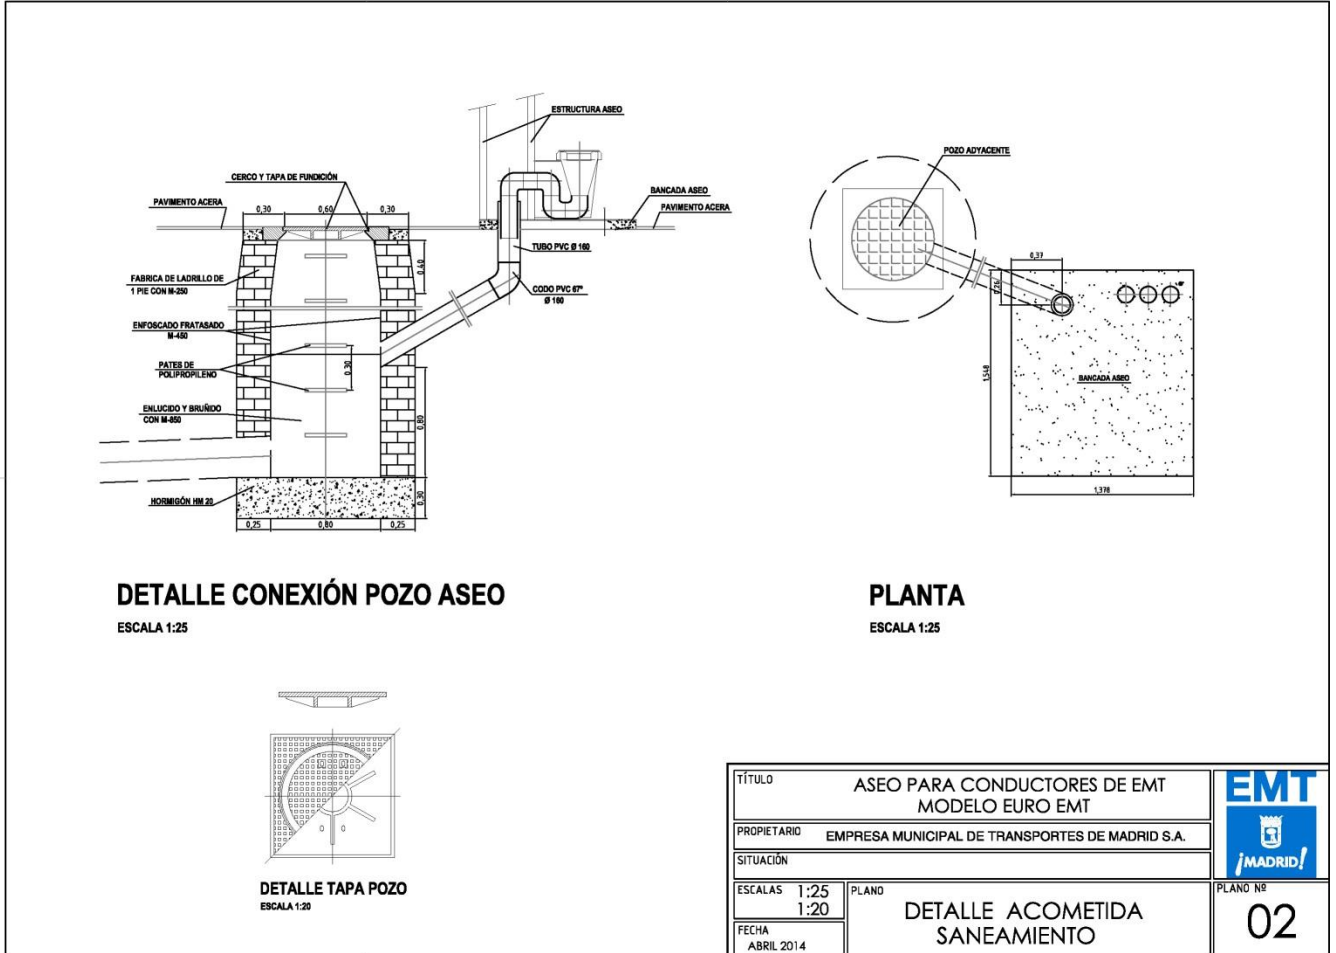 ESTRUCTURA ASEO
CERCO Y TAPA DE FUNDICIÓN
PAVIMENTO ACERA
0,30
0,60
0,30
BANCADA ASEO
PAVIMENTO ACERA
TUBO PVC Ø 160
FABRICA DE LADRILLO DE
1 PIE CON M-250
0,40
CODO PVC 67º
Ø 160
ENFOSCADO FRATASADO
M-450
PATES DE
POLIPROPILENO
0,30
ENLUCIDO Y BRUÑIDO
CON M-850
0,80
HORMIGÓN HM 20
0,30
0,25
0,80
0,25
DETALLE CONEXIÓN POZO ASEO
ESCALA 1:25
POZO ADYACENTE
0,37
0,26
1,548
BANCADA ASEO
1,378
PLANTA
ESCALA 1:25
DETALLE TAPA POZO
ESCALA 1:20
TÍTULO
ASEO PARA CONDUCTORES DE EMT
MODELO EURO EMT
PROPIETARIO
EMPRESA MUNICIPAL DE TRANSPORTES DE MADRID S.A.
SITUACIÓN
ESCALAS 1:25
1:20
FECHA
ABRIL 2014
PLANO
DETALLE ACOMETIDA
SANEAMIENTO
EMT
¡MADRID!
PLANO Nº
02